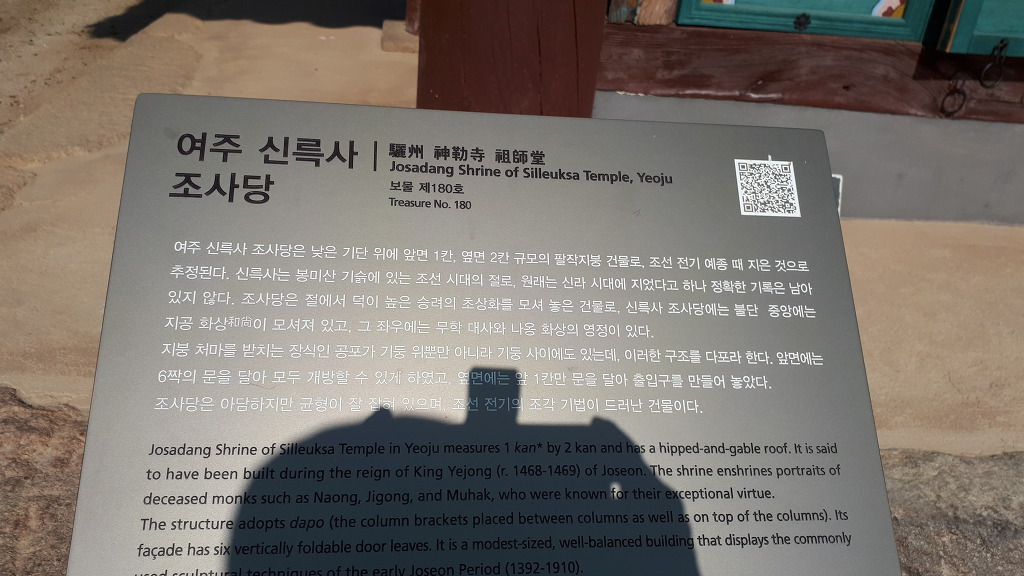 여주 신륵사
조사당
驪州 神勒寺 祖師堂
Josadang Shrine of Silleuksa Temple, Yeoju
보물 제180호
Treasure No. 180
여주 신륵사 조사당은 낮은 기단 위에 앞면 1칸, 옆면 2칸 규모의 팔작지붕 건물로, 조선 전기 예종 때 지은 것으로
추정된다. 신륵사는 봉미산 기슭에 있는 조선 시대의 절로, 원래는 신라 시대에 지었다고 하나 정확한 기록은 남아
있지 않다. 조사당은 절에서 덕이 높은 승려의 초상화를 모셔 놓은 건물로, 신륵사 조사당에는 불단 중앙에는
지공 화상和尙이 모셔져 있고, 그 좌우에는 무학 대사와 나옹 화상의 영정이 있다.
지붕 처마를 받치는 장식인 공포가 기둥 위뿐만 아니라 기둥 사이에도 있는데, 이러한 구조를 다포라 한다. 앞면에는
6짝의 문을 달아 모두 개방할 수 있게 하였고, 옆면에는 앞 1칸만 문을 달아 출입구를 만들어 놓았다.
조사당은 아담하지만 균형이 잘 잡혀 있으며, 조선 전기의 조각 기법이 드러난 건물이다.
Josadang Shrine of Silleuksa Temple in Yeoju measures 1 kan* by 2 kan and has a hipped-and-gable roof. It is said
to have been built during the reign of King Yejong (r. 1468-1469) of Joseon. The shrine enshrines portraits of
deceased monks such as Naong, Jigong, and Muhak, who were known for their exceptional virtue.
The structure adopts dapo (the column brackets placed between columns as well as on top of the columns). Its
façade has six vertically foldable door leaves. It is a modest-sized, well-balanced building that displays the commonly
used sculptural techniques of the early Joseon Period (1392-1910).